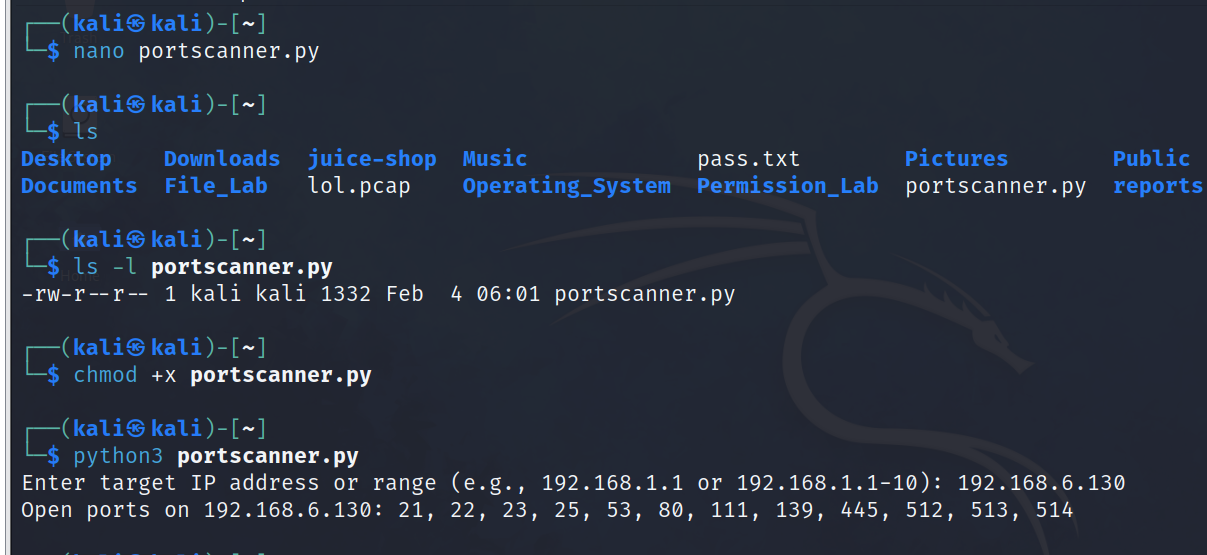 ┌──(kali㉿kali)-[~]
└─$ nano portscanner.py
┌──(kali㉿kali)-[~]
└─$ ls
Desktop Downloads juice-shop Music pass.txt Pictures Public
Documents File_Lab lol.pcap Operating_System Permission_Lab portscanner.py reports
┌──(kali㉿kali)-[~]
└─$ ls -l portscanner.py
-rw-r--r-- 1 kali kali 1332 Feb  4 06:01 portscanner.py
┌──(kali㉿kali)-[~]
└─$ chmod +x portscanner.py
┌──(kali㉿kali)-[~]
└─$ python3 portscanner.py
Enter target IP address or range (e.g., 192.168.1.1 or 192.168.1.1-10): 192.168.6.130
Open ports on 192.168.6.130: 21, 22, 23, 25, 53, 80, 111, 139, 445, 512, 513, 514